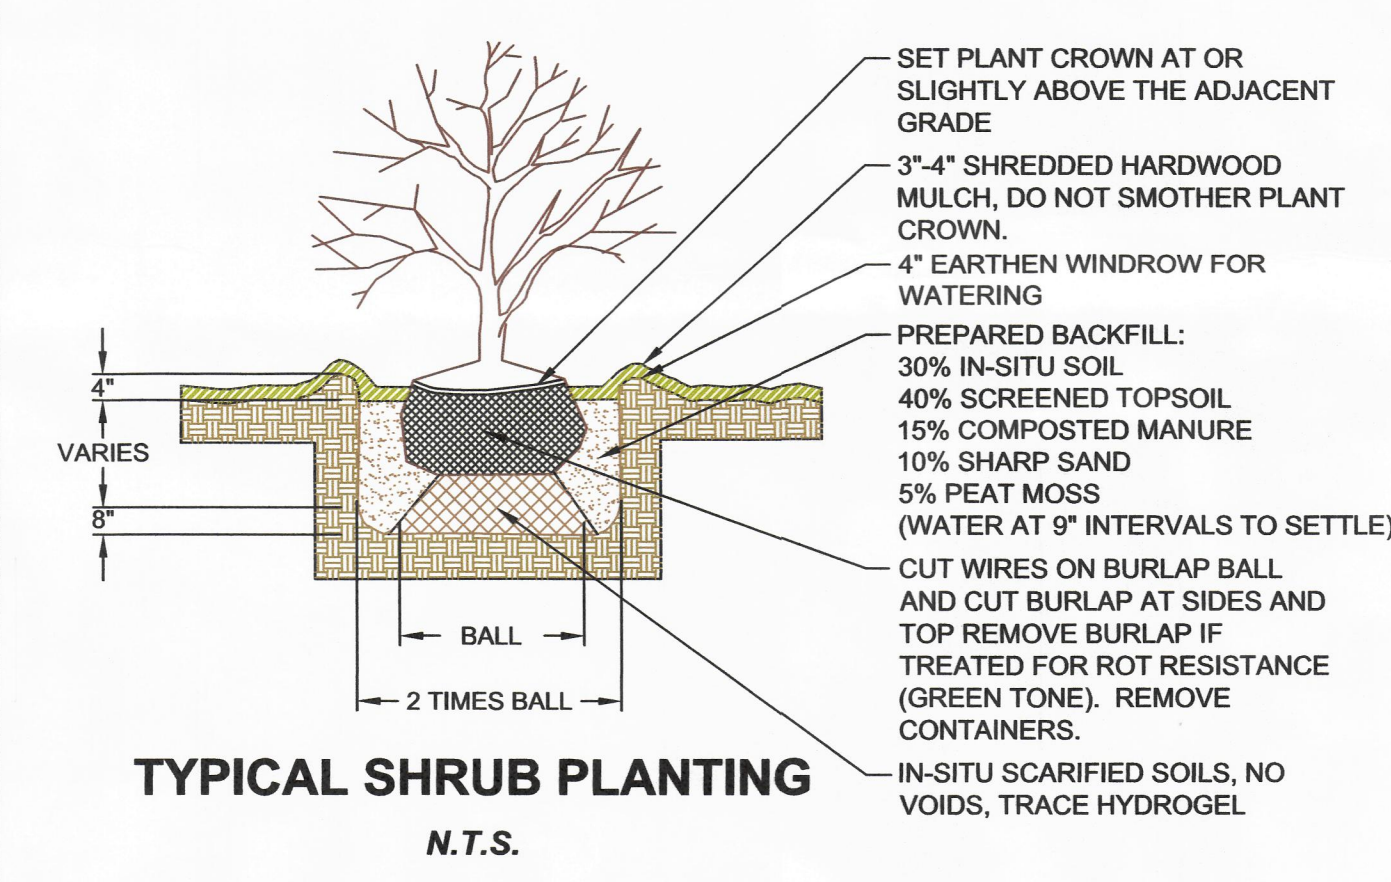 SET PLANT CROWN AT OR
SLIGHTLY ABOVE THE ADJACENT
GRADE
3"-4" SHREDDED HARDWOOD
MULCH, DO NOT SMOTHER PLANT
CROWN.
4" EARTHEN WINDROW FOR
WATERING
PREPARED BACKFILL:
30% IN-SITU SOIL
40% SCREENED TOPSOIL
15% COMPOSTED MANURE
10% SHARP SAND
5% PEAT MOSS
(WATER AT 9" INTERVALS TO SETTLE)
CUT WIRES ON BURLAP BALL
AND CUT BURLAP AT SIDES AND
TOP REMOVE BURLAP IF
TREATED FOR ROT RESISTANCE
(GREEN TONE).  REMOVE
CONTAINERS.
IN-SITU SCARIFIED SOILS, NO
VOIDS, TRACE HYDROGEL
4"
VARIES
8"
BALL
2 TIMES BALL
TYPICAL SHRUB PLANTING
N.T.S.